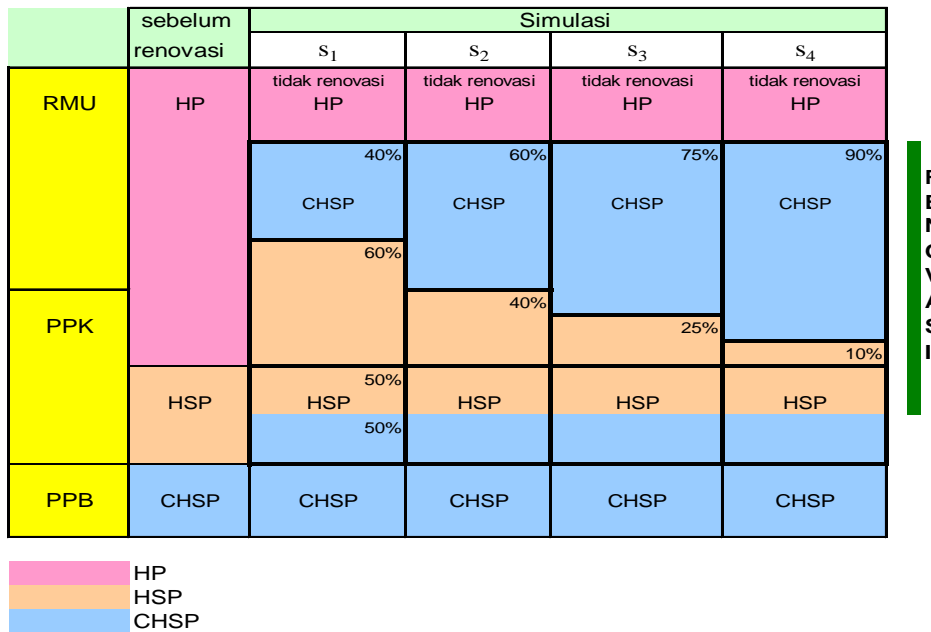 sebelum renovasi Simulasi
s1 s2 s3 s4
RMU HP tidak renovasi HP tidak renovasi HP tidak renovasi HP tidak renovasi HP
40% 60% 75% 90%
CHSP CHSP CHSP CHSP
60%
PPK 40%
25%
10%
50%
HSP HSP HSP HSP HSP
50%
PPB CHSP CHSP CHSP CHSP CHSP
HP
HSP
CHSP